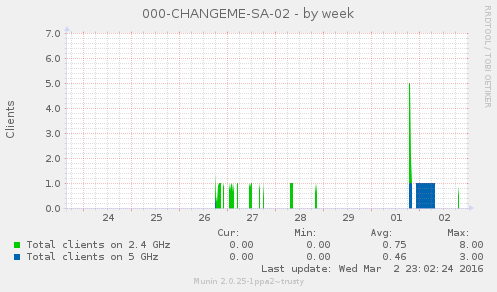 000-CHANGEME-SA-02 - by week
RRDTOOL / TOBI OETIKER
Clients
7.0
6.0
5.0
4.0
3.0
2.0
1.0
0.0
24 25 26 27 28 29 01 02
Cur: Min: Avg: Max:
Total clients on 2.4 GHz 0.00 0.00 0.75 8.00
Total clients on 5 GHz 0.00 0.00 0.46 3.00
Last update: Wed Mar 2 23:02:24 2016
Munin 2.0.25-1ppa2~trusty